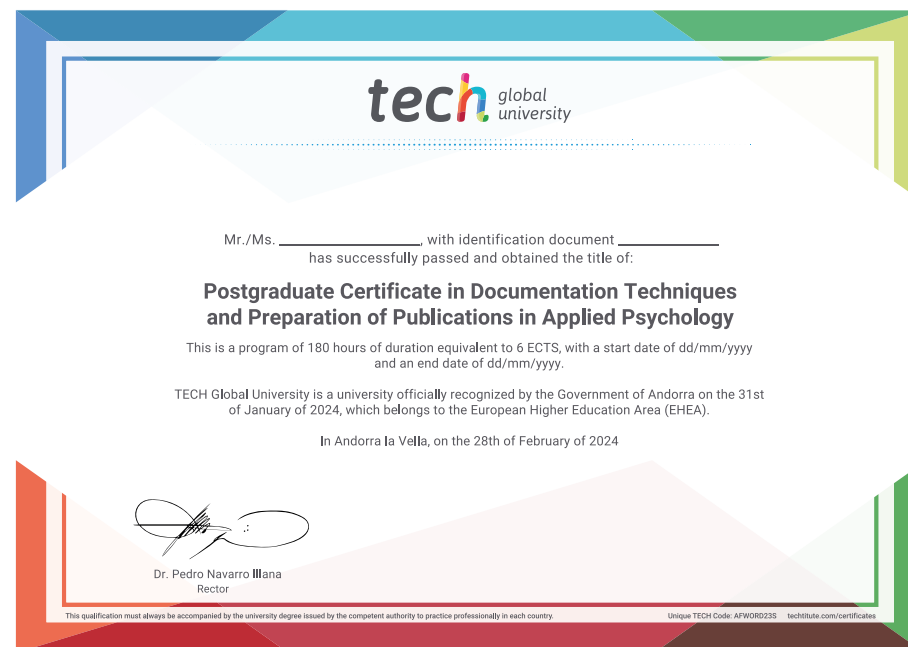 tech global university
Mr./Ms. ____________________, with identification document ______________
has successfully passed and obtained the title of:
Postgraduate Certificate in Documentation Techniques
and Preparation of Publications in Applied Psychology
This is a program of 180 hours of duration equivalent to 6 ECTS, with a start date of dd/mm/yyyy
and an end date of dd/mm/yyyy.
TECH Global University is a university officially recognized by the Government of Andorra on the 31st
of January of 2024, which belongs to the European Higher Education Area (EHEA).
In Andorra la Vella, on the 28th of February of 2024
Dr. Pedro Navarro Illana
Rector
This qualification must always be accompanied by the university degree issued by the competent authority to practice professionally in each country. Unique TECH Code: AFWORD23S techtitute.com/certificates